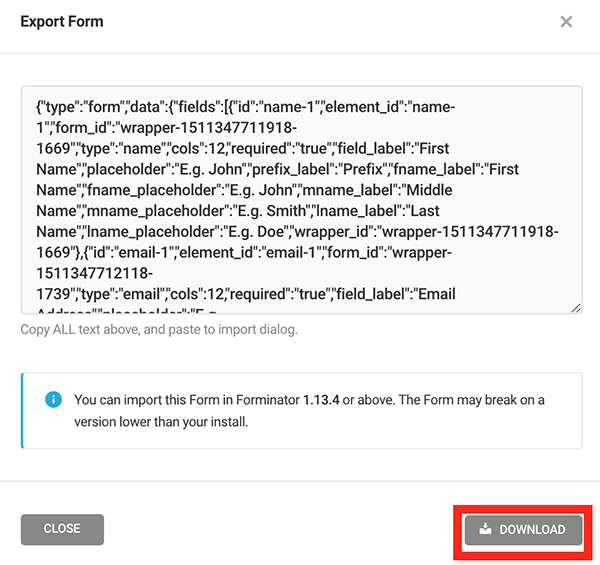 Export Form
{"type":"form","data":{"fields":[{"id":"name-1","element_id":"name-
1","form_id":"wrapper-1511347711918-
1669","type":"name","cols":12,"required":"true","field_label":"First
Name","placeholder":"E.g. John","prefix_label":"Prefix","fname_label":"First
Name","fname_placeholder":"E.g. John","mname_label":"Middle
Name","mname_placeholder":"E.g. Smith","lname_label":"Last
Name","lname_placeholder":"E.g. Doe","wrapper_id":"wrapper-1511347711918-
1669"},{"id":"email-1","element_id":"email-1","form_id":"wrapper-
1511347712118-
1739","type":"email","cols":12,"required":"true","field_label":"Email
Address","placeholder":"E.g.
Copy ALL text above, and paste to import dialog.
You can import this Form in Forminator 1.13.4 or above. The Form may break on a
version lower than your install.
CLOSE
DOWNLOAD